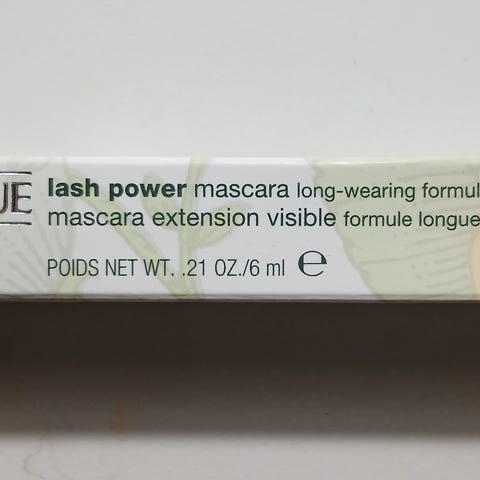 UE
lash power mascara long-wearing formul
mascara extension visible formule longue
POIDS NET WT. .21 OZ./6 ml ℮